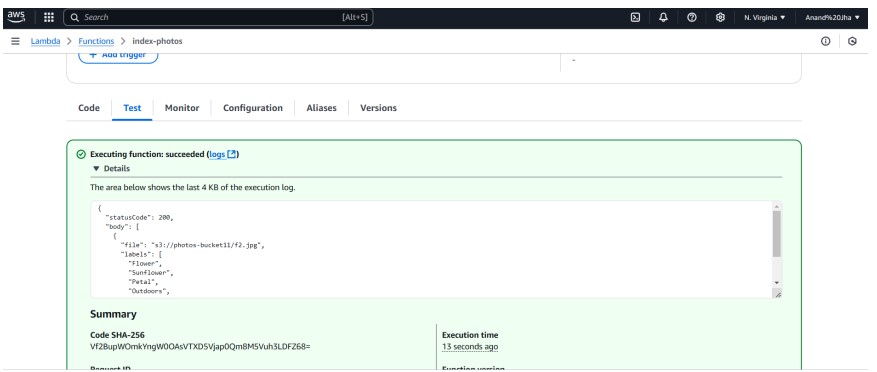 aws
Search [Alt+S]
N. Virginia ▼ Anand%20Jha ▼
Lambda > Functions > index-photos
+ Add trigger
-
Code Test Monitor Configuration Aliases Versions
Executing function: succeeded (logs)
▼ Details
The area below shows the last 4 KB of the execution log.
{
"statusCode": 200,
"body": [
{
"file": "s3://photos-bucket11/f2.jpg",
"labels": [
"Flower",
"Sunflower",
"Petal",
"Outdoors",
Summary
Code SHA-256
Execution time
13 seconds ago
Request ID
Function version